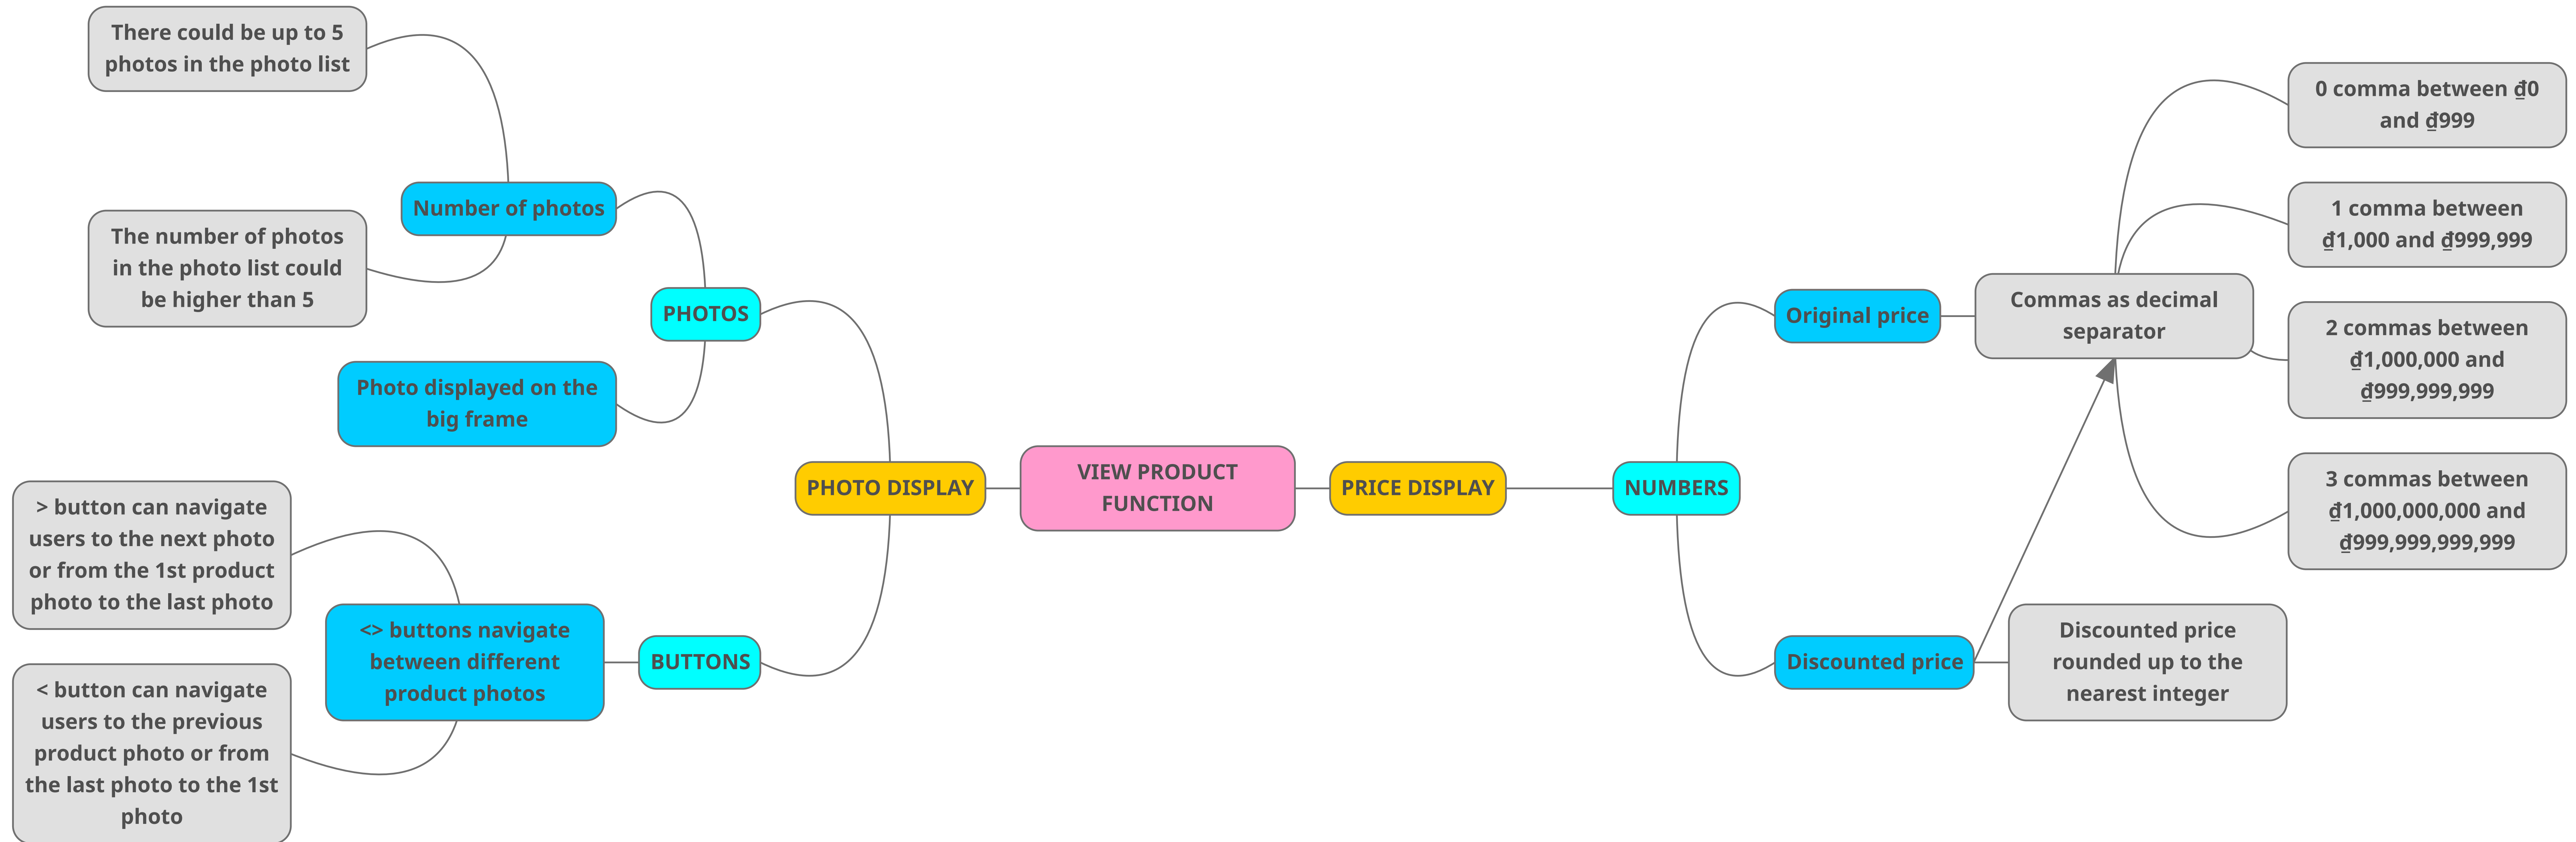 There could be up to 5
photos in the photo list
Number of photos
The number of photos
in the photo list could
be higher than 5
PHOTOS
Photo displayed on the
big frame
PHOTO DISPLAY
> button can navigate
users to the next photo
or from the 1st product
photo to the last photo
<> buttons navigate
between different
product photos
BUTTONS
< button can navigate
users to the previous
product photo or from
the last photo to the 1st
photo
VIEW PRODUCT
FUNCTION
PRICE DISPLAY
NUMBERS
Original price
Commas as decimal
separator
0 comma between ₫0
and ₫999
1 comma between
₫1,000 and ₫999,999
2 commas between
₫1,000,000 and
₫999,999,999
3 commas between
₫1,000,000,000 and
₫999,999,999,999
Discounted price
Discounted price
rounded up to the
nearest integer